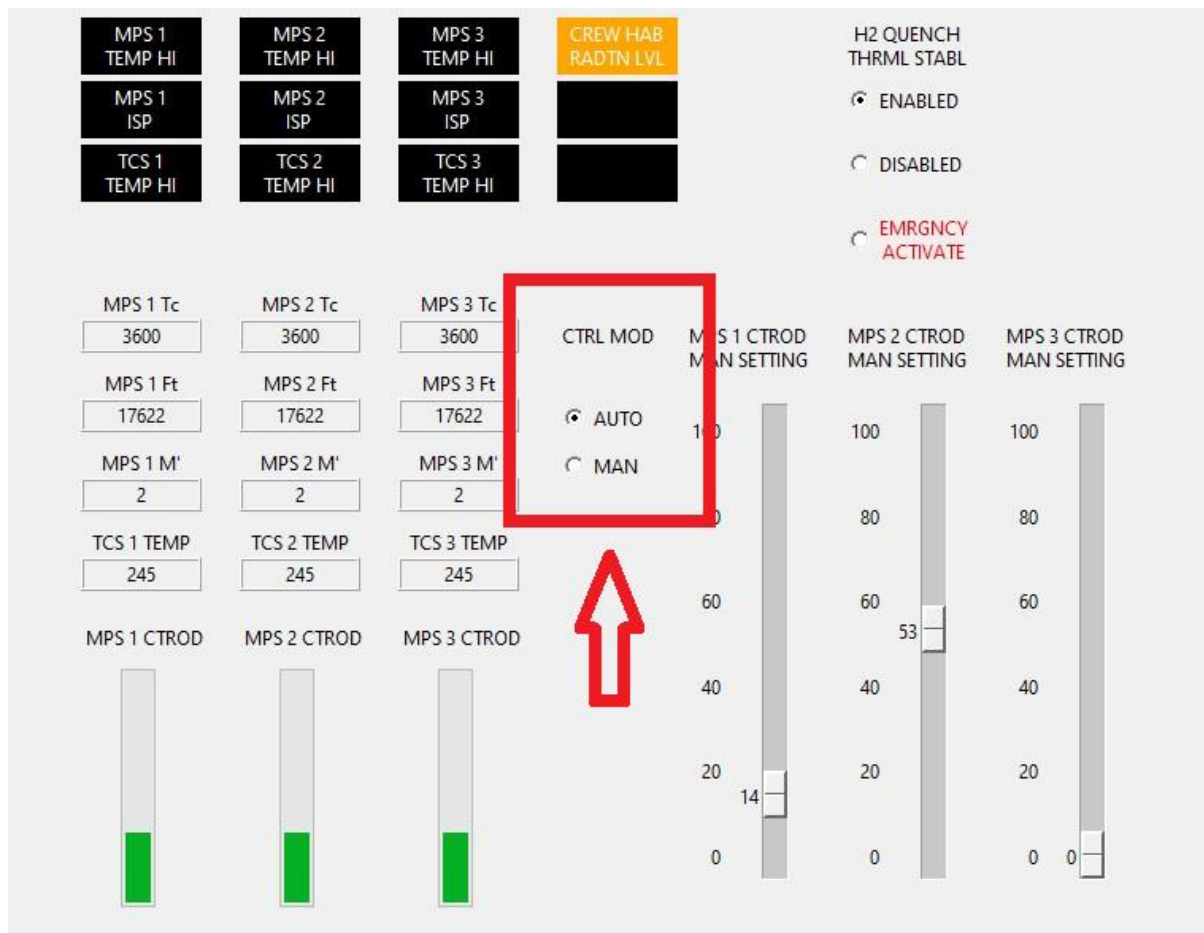 MPS 1
TEMP HI
MPS 2
TEMP HI
MPS 3
TEMP HI
CREW HAB
RADTN LVL
MPS 1
ISP
MPS 2
ISP
MPS 3
ISP
TCS 1
TEMP HI
TCS 2
TEMP HI
TCS 3
TEMP HI
H2 QUENCH
THRML STABL
ENABLED
DISABLED
EMRGNCY
ACTIVATE
MPS 1 Tc
MPS 2 Tc
MPS 3 Tc
3600
3600
3600
MPS 1 Ft
MPS 2 Ft
MPS 3 Ft
17622
17622
17622
MPS 1 M'
MPS 2 M'
MPS 3 M'
2
2
2
TCS 1 TEMP
TCS 2 TEMP
TCS 3 TEMP
245
245
245
MPS 1 CTROD
MPS 2 CTROD
MPS 3 CTROD
CTRL MOD
AUTO
MAN
MPS 1 CTROD
MAN SETTING
100
80
60
40
20
14
0
MPS 2 CTROD
MAN SETTING
100
80
60
53
40
20
0
MPS 3 CTROD
MAN SETTING
100
80
60
40
20
0
0